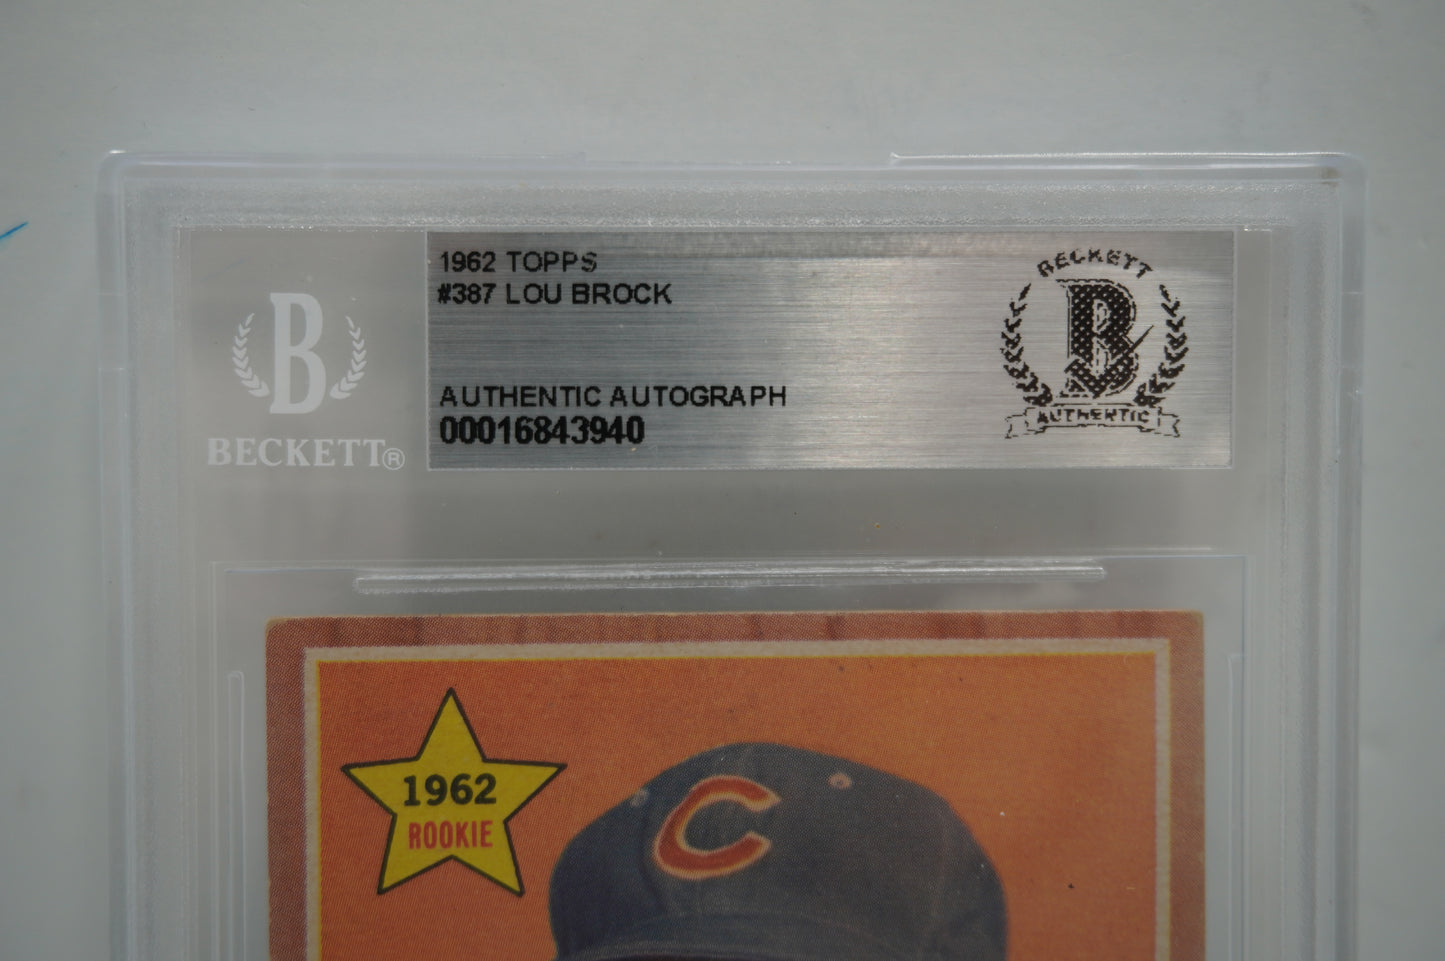 1962 TOPPS
#387 LOU BROCK
AUTHENTIC AUTOGRAPH
00016843940
B
BECKETT®
BECKETT
B
AUTHENTIC
1962
ROOKIE
C